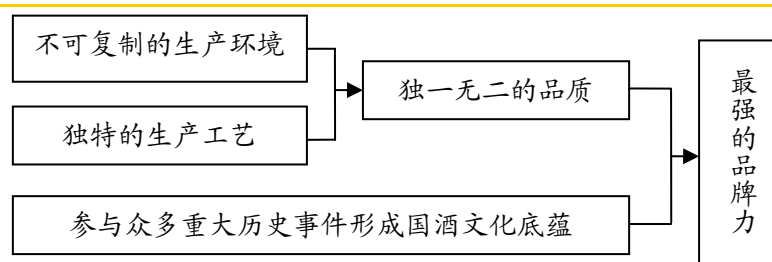 不可复制的生产环境
独特的生产工艺
独一无二的品质
参与众多重大历史事件形成国酒文化底蕴
最强的品牌力